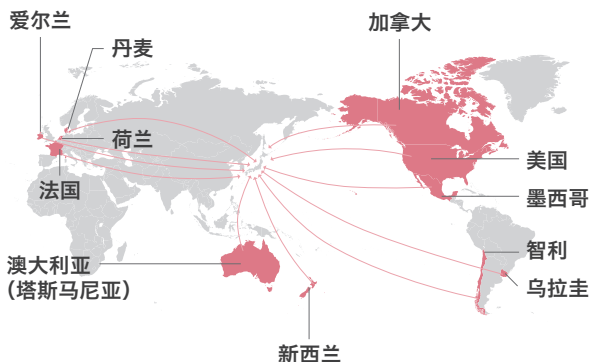 爱尔兰
丹麦
加拿大
荷兰
法国
美国
墨西哥
智利
乌拉圭
澳大利亚
（塔斯马尼亚）
新西兰